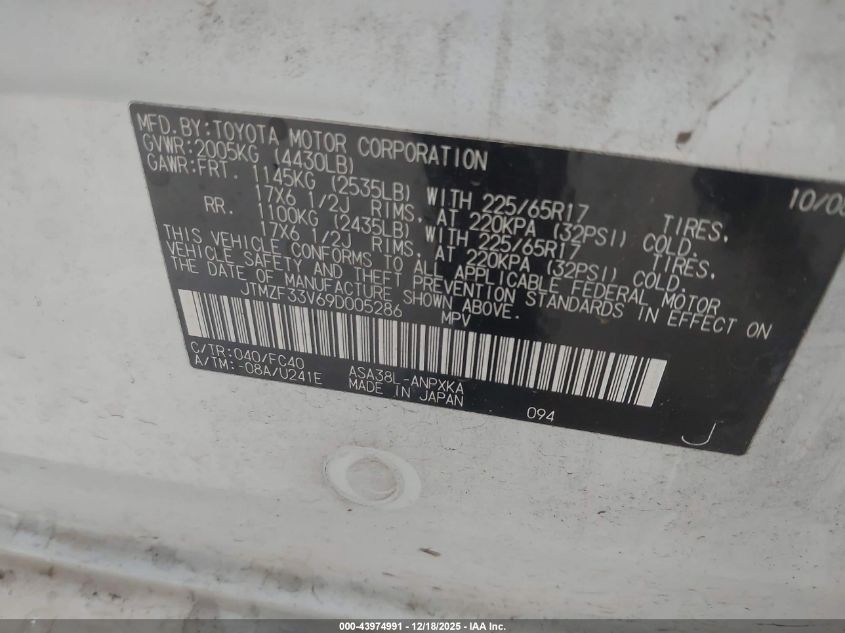 MFD.BY:TOYOTA MOTOR CORPORATION 10/08
GVWR:2005KG (4430LB)
GAWR:FRT. 1145KG (2535LB) WITH 225/65R17 TIRES,
17X6 1/2J RIMS, AT 220KPA (32PSI) COLD.
RR. 1100KG (2435LB) WITH 225/65R17 TIRES,
17X6 1/2J RIMS, AT 220KPA (32PSI) COLD.
THIS VEHICLE CONFORMS TO ALL APPLICABLE FEDERAL MOTOR
VEHICLE SAFETY AND THEFT PREVENTION STANDARDS IN EFFECT ON
THE DATE OF MANUFACTURE SHOWN ABOVE.
JTMZF33V69D005286 MPV
C/TR:040/FC40 ASA38L-ANPXKA
A/TM:-08A/U241E MADE IN JAPAN 094 J
000-43974991 - 12/18/2025 - IAA Inc.